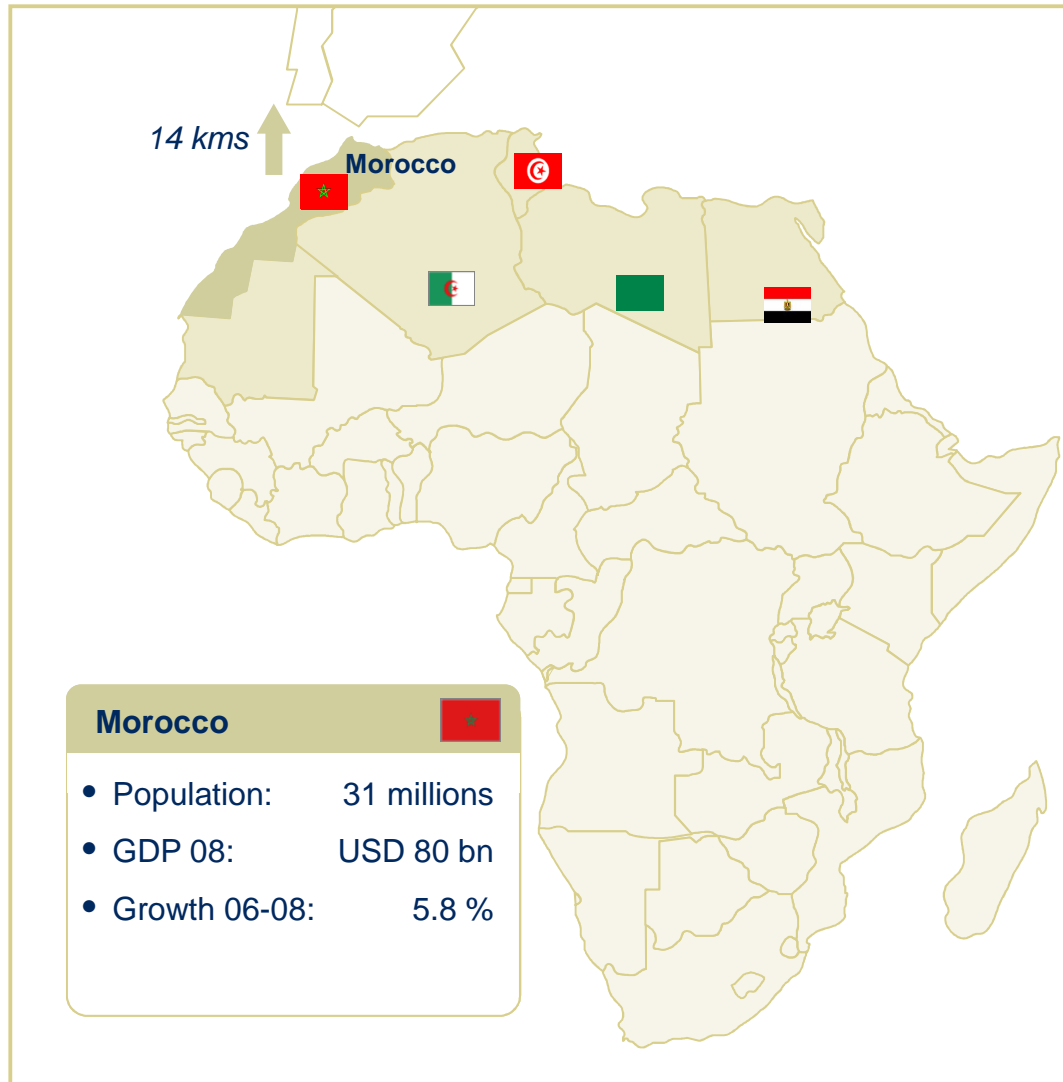 14 kms
Morocco
Morocco
• Population: 31 millions
• GDP 08: USD 80 bn
• Growth 06-08: 5.8 %